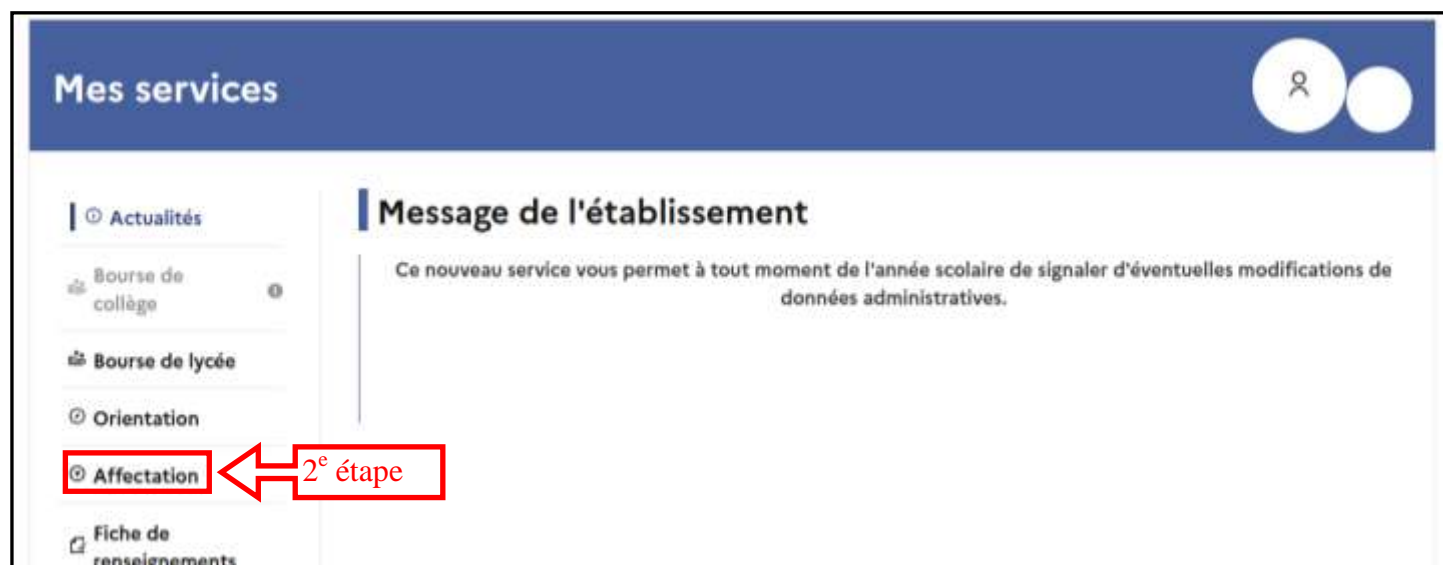 Mes services
Actualités
Bourse de
collège
Bourse de lycée
Orientation
Affectation
Fiche de
renseignements
Message de l'établissement
Ce nouveau service vous permet à tout moment de l'année scolaire de signaler d'éventuelles modifications de
données administratives.
2e étape